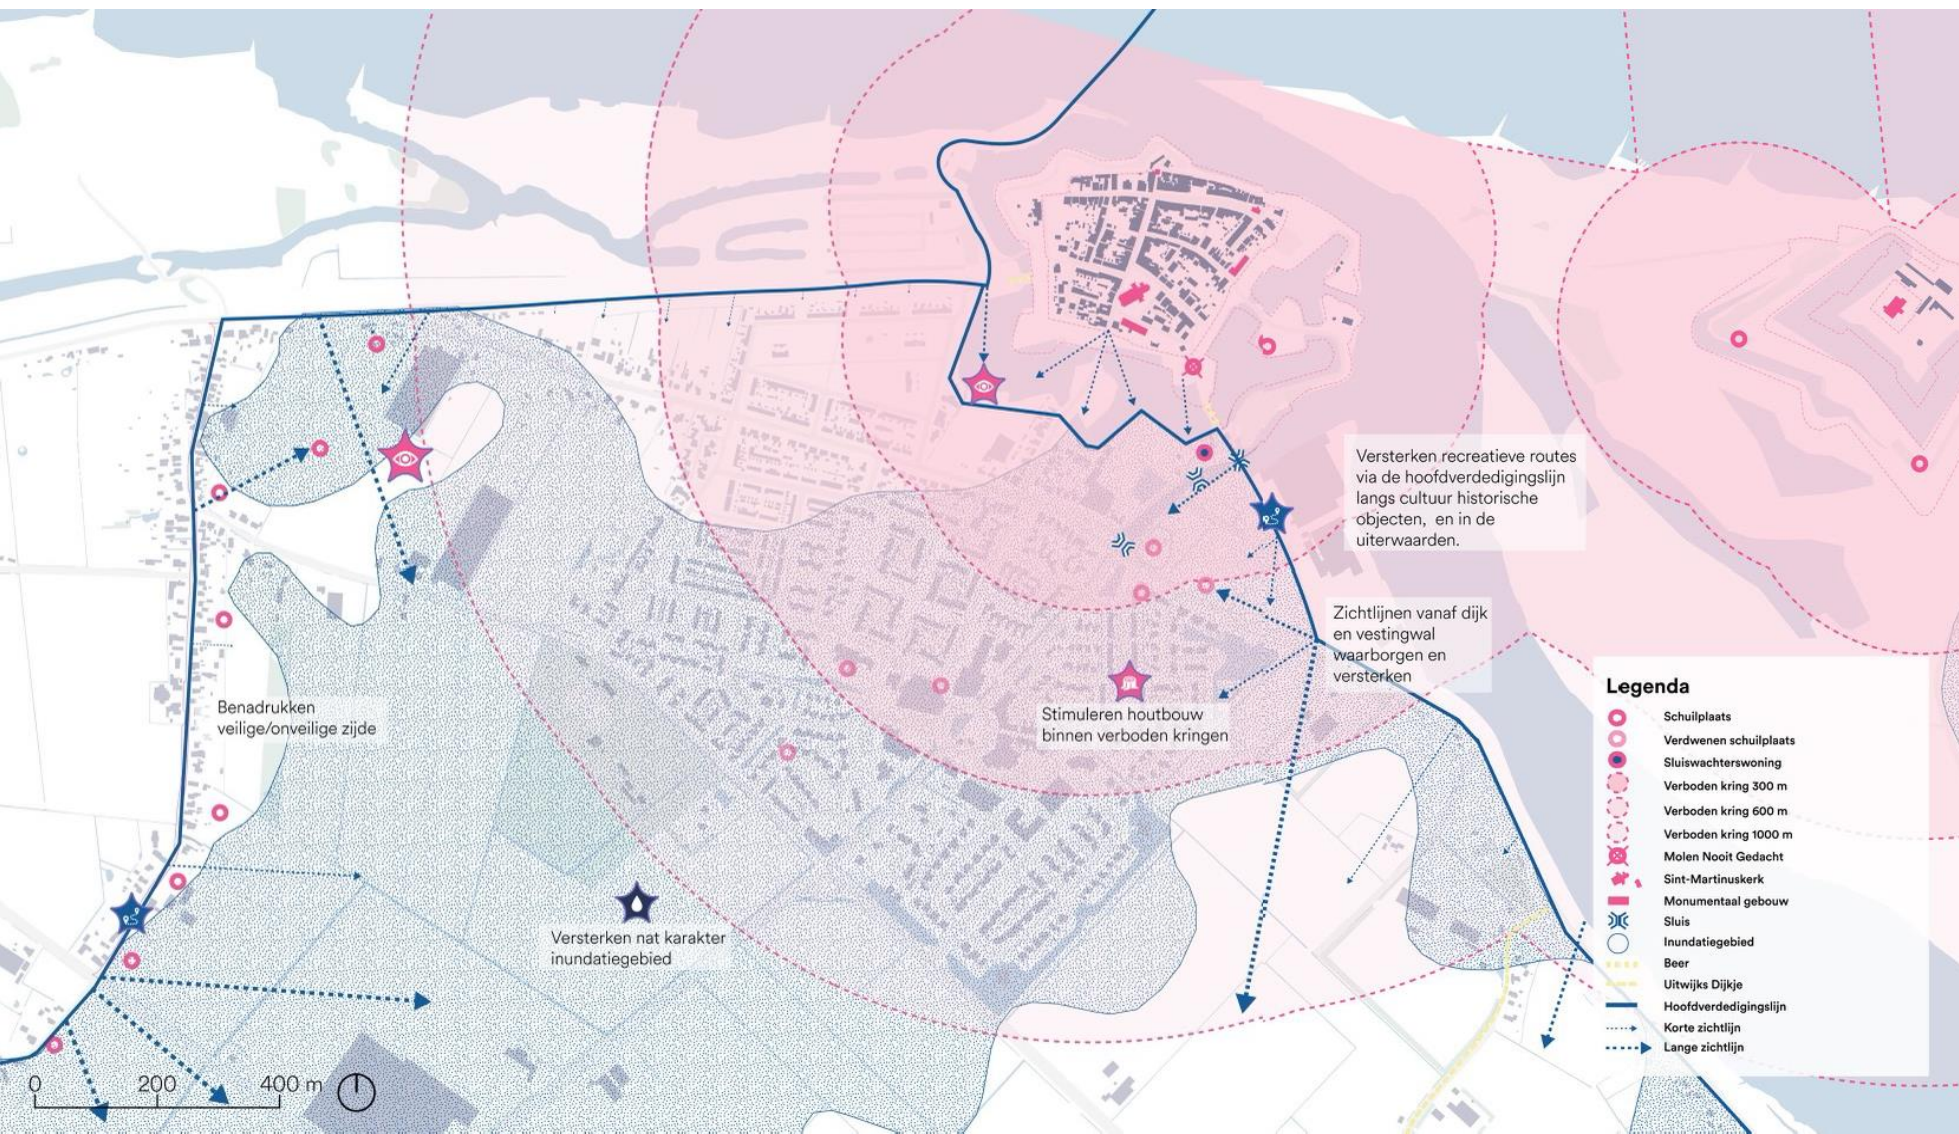 Versterken recreatieve routes
via de hoofdverdedigingslijn
langs cultuur historische
objecten, en in de
uiterwaarden.
Zichtlijnen vanaf dijk
en vestingwal
waarborgen en
versterken
Benadrukken
veilige/onveilige zijde
Stimuleren houtbouw
binnen verboden kringen
Versterken nat karakter
inundatiegebied
Legenda
Schuilplaats
Verdwenen schuilplaats
Sluiswachterswoning
Verboden kring 300 m
Verboden kring 600 m
Verboden kring 1000 m
Molen Nooit Gedacht
Sint-Martinuskerk
Monumentaal gebouw
Sluis
Inundatiegebied
Beer
Uitwijks Dijkje
Hoofdverdedigingslijn
Korte zichtlijn
Lange zichtlijn
0 200 400 m